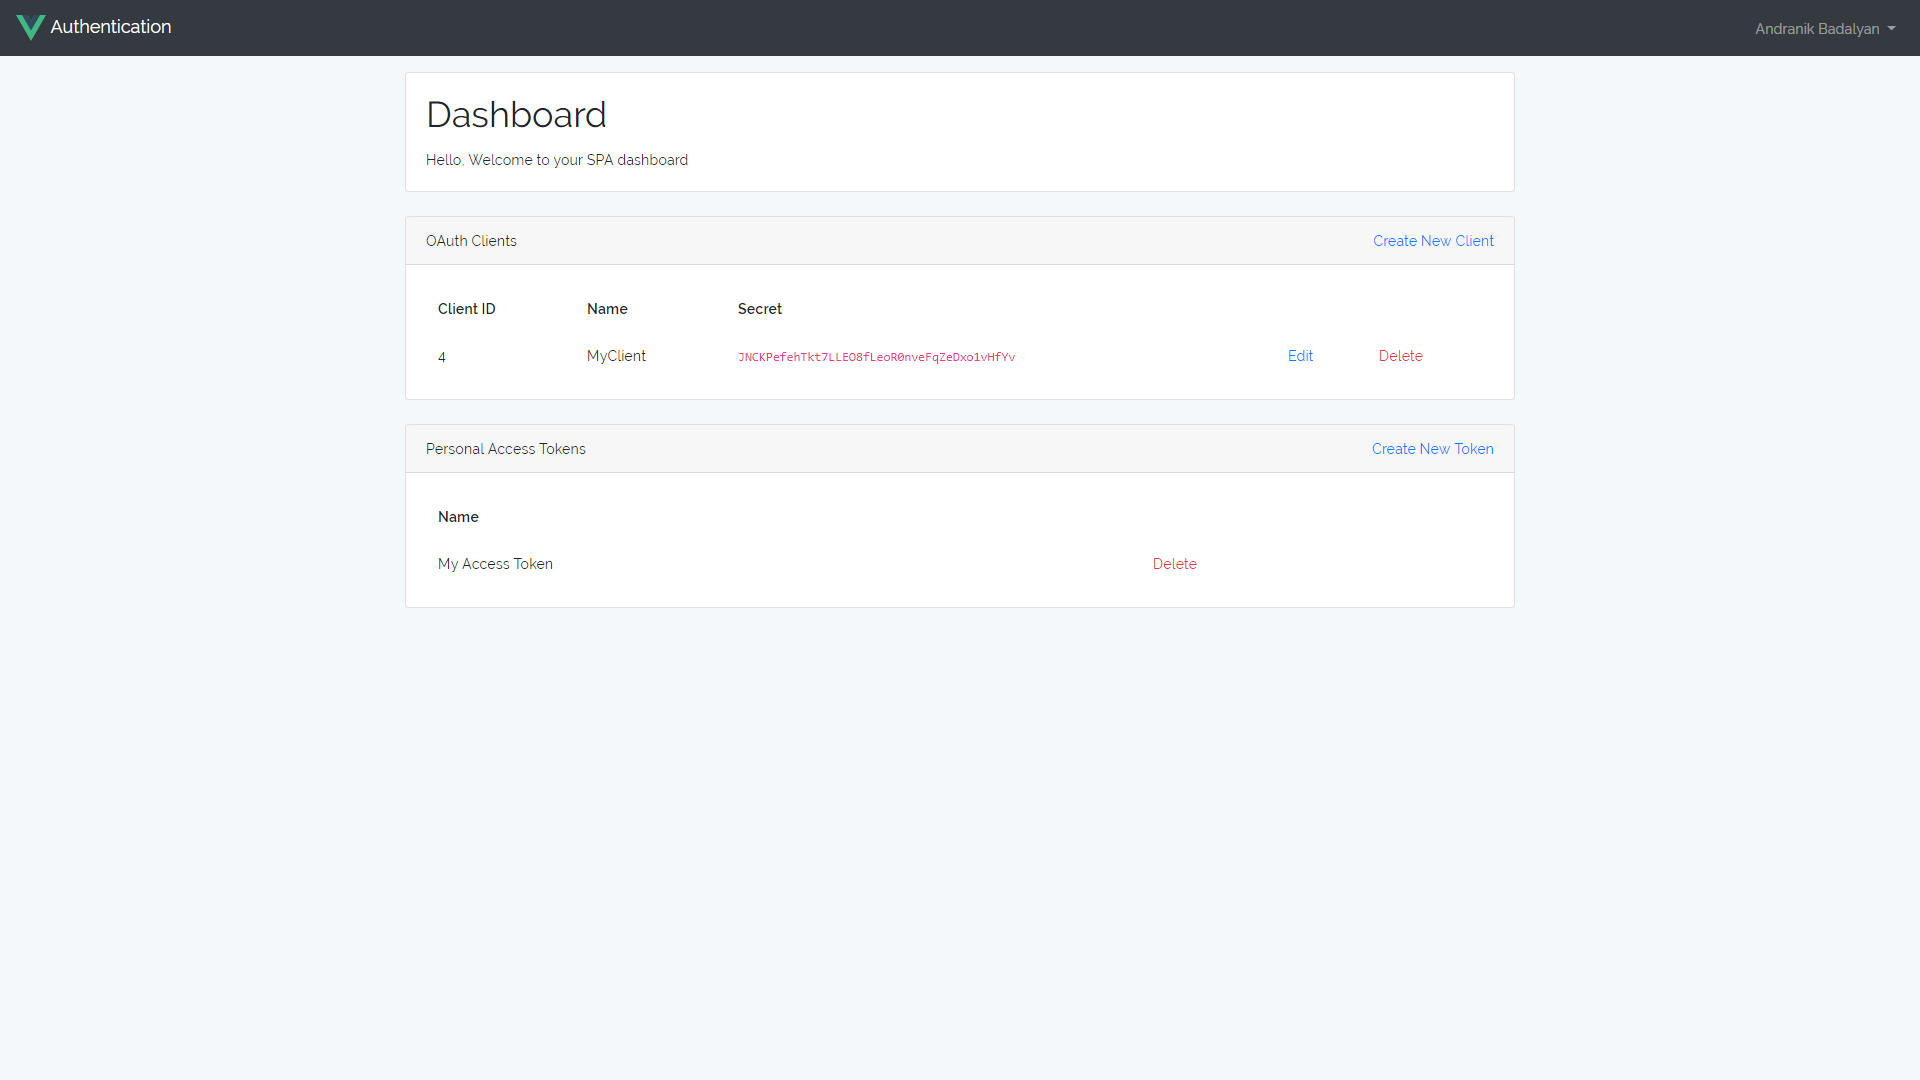 Authentication
Andranik Badalyan
Dashboard
Hello, Welcome to your SPA dashboard
OAuth Clients
Create New Client
Client ID Name Secret
4 MyClient JNCKPefehTkt7LLEO8fLeoR0nveFqZeDxo1vHfYv Edit Delete
Personal Access Tokens
Create New Token
Name
My Access Token Delete